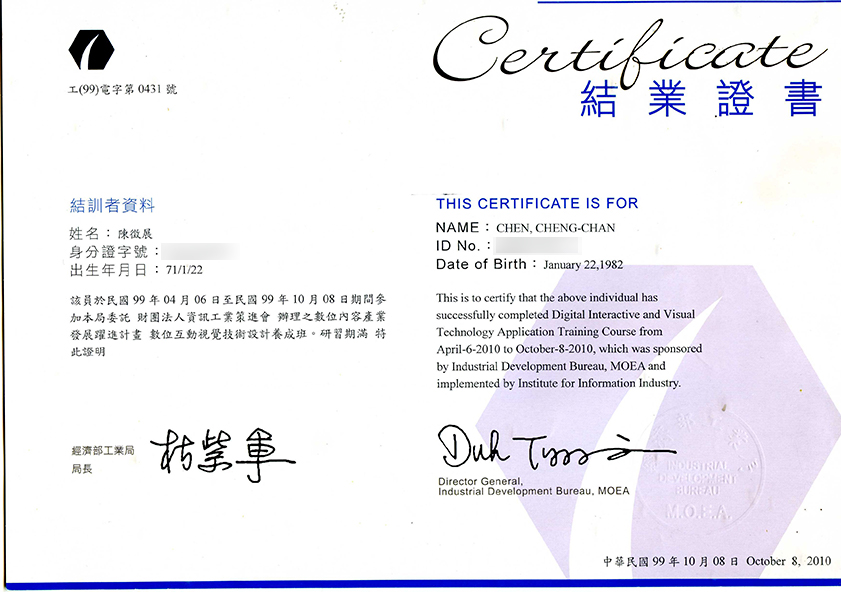 工(99)電字第 0431 號
Certificate
結業證書
結訓者資料
姓名：陳徵展
身分證字號：
出生年月日：71/1/22
該員於民國 99 年 04 月 06 日至民國 99 年 10 月 08 日期間參
加本局委託 財團法人資訊工業策進會 辦理之數位內容產業
發展躍進計畫 數位互動視覺技術設計養成班。研習期滿 特
此證明
經濟部工業局
局長
THIS CERTIFICATE IS FOR
NAME：CHEN, CHENG-CHAN
ID No.：
Date of Birth：January 22,1982
This is to certify that the above individual has
successfully completed Digital Interactive and Visual
Technology Application Training Course from
April-6-2010 to October-8-2010, which was sponsored
by Industrial Development Bureau, MOEA and
implemented by Institute for Information Industry.
Director General,
Industrial Development Bureau, MOEA
INDUSTRIAL
DEVELOPMENT
BUREAU
M.O.E.A.
中華民國 99 年 10 月 08 日 October 8, 2010